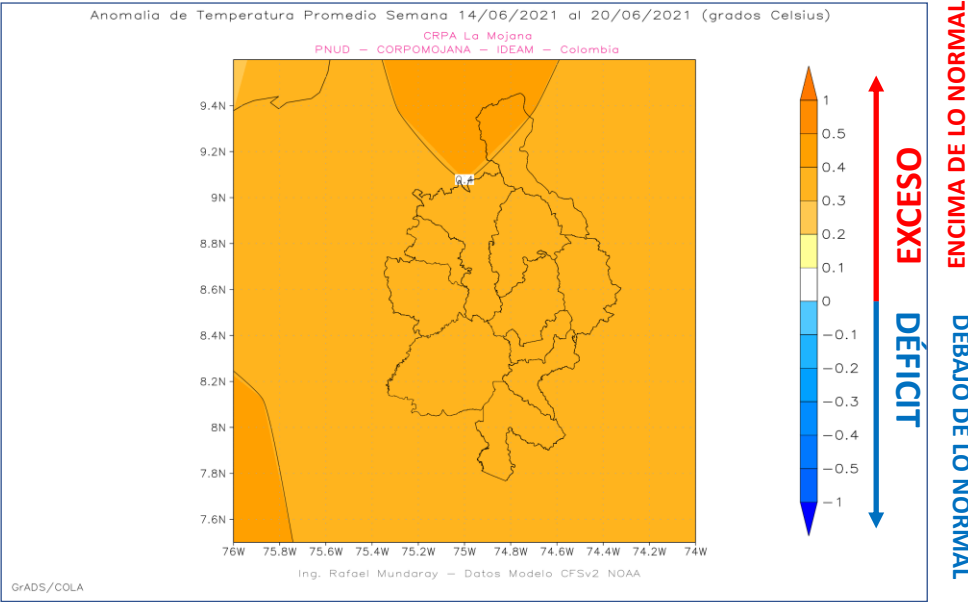 Anomalia de Temperatura Promedio Semana 14/06/2021 al 20/06/2021 (grados Celsius)
CRPA La Mojana
PNUD — CORPOMOJANA — IDEAM — Colombia
9.4N
9.2N
9N
8.8N
8.6N
8.4N
8.2N
8N
7.8N
7.6N
76W
75.8W
75.6W
75.4W
75.2W
75W
74.8W
74.6W
74.4W
74.2W
74W
0.4
1
0.5
0.4
0.3
0.2
0.1
0
−0.1
−0.2
−0.3
−0.4
−0.5
−1
EXCESO
DÉFICIT
ENCIMA DE LO NORMAL
DEBAJO DE LO NORMAL
Ing. Rafael Mundaray — Datos Modelo CFSv2 NOAA
GrADS/COLA